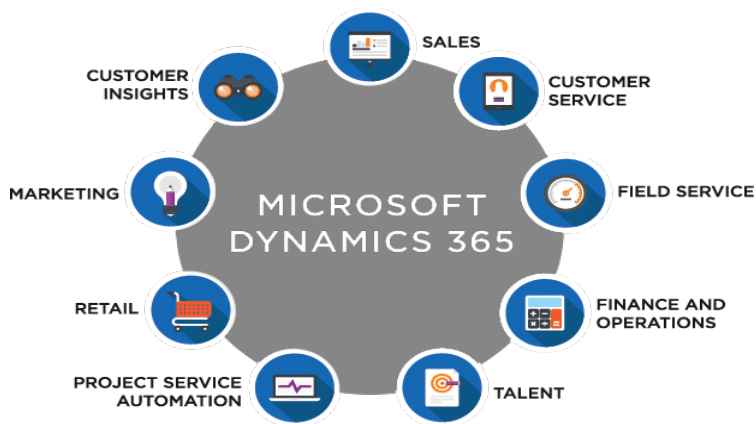 SALES
CUSTOMER
SERVICE
FIELD SERVICE
FINANCE AND
OPERATIONS
TALENT
PROJECT SERVICE
AUTOMATION
RETAIL
MARKETING
CUSTOMER
INSIGHTS
MICROSOFT
DYNAMICS 365